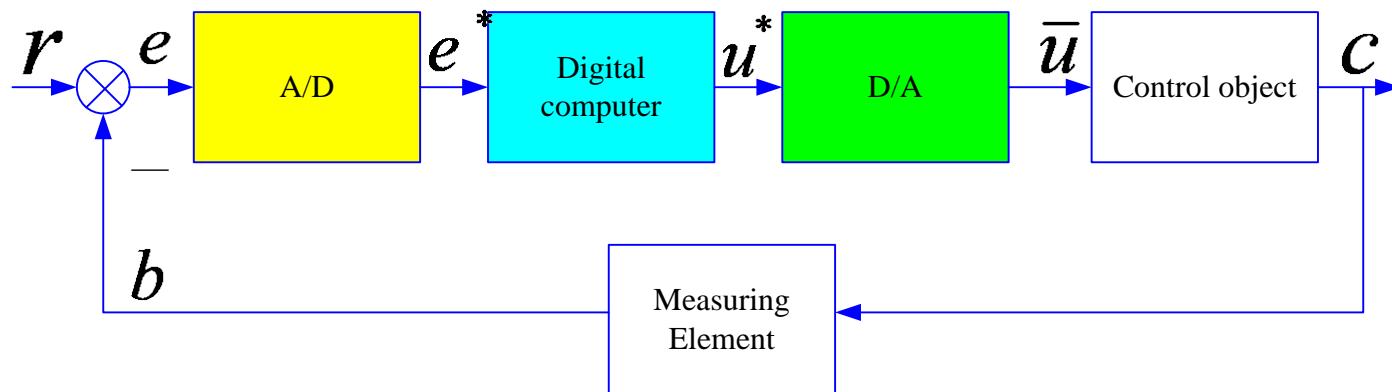 r
e
A/D
e*
Digital
computer
u*
D/A
u̅
Control object
c
—
b
Measuring
Element